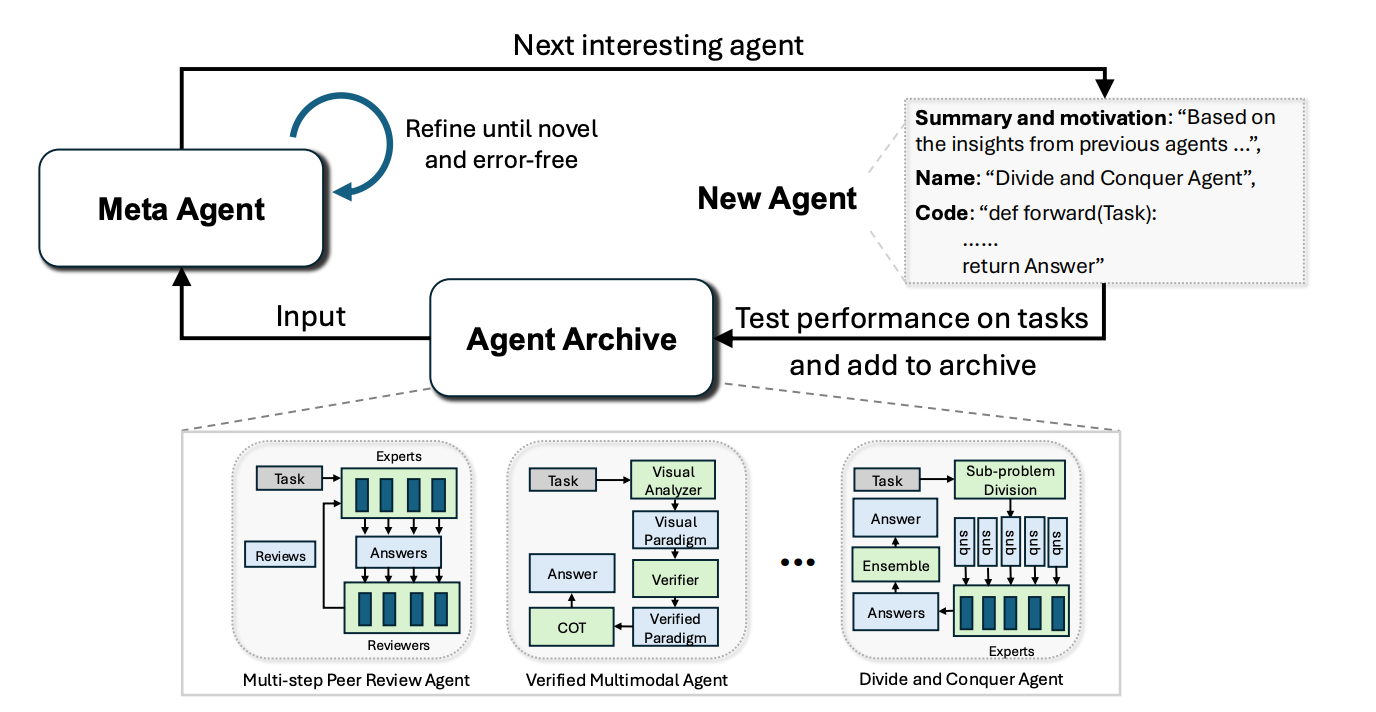 Next interesting agent
Refine until novel
and error-free
Meta Agent
New Agent
Summary and motivation: “Based on
the insights from previous agents ...”,
Name: “Divide and Conquer Agent”,
Code: “def forward(Task):
......
return Answer”
Input
Agent Archive
Test performance on tasks
and add to archive
Experts
Task
Answers
Reviews
Reviewers
Multi-step Peer Review Agent
Task
Visual
Analyzer
Visual
Paradigm
Verifier
Verified
Paradigm
COT
Answer
Verified Multimodal Agent
...
Task
Sub-problem
Division
sub
sub
sub
sub
sub
Experts
Answers
Ensemble
Answer
Divide and Conquer Agent